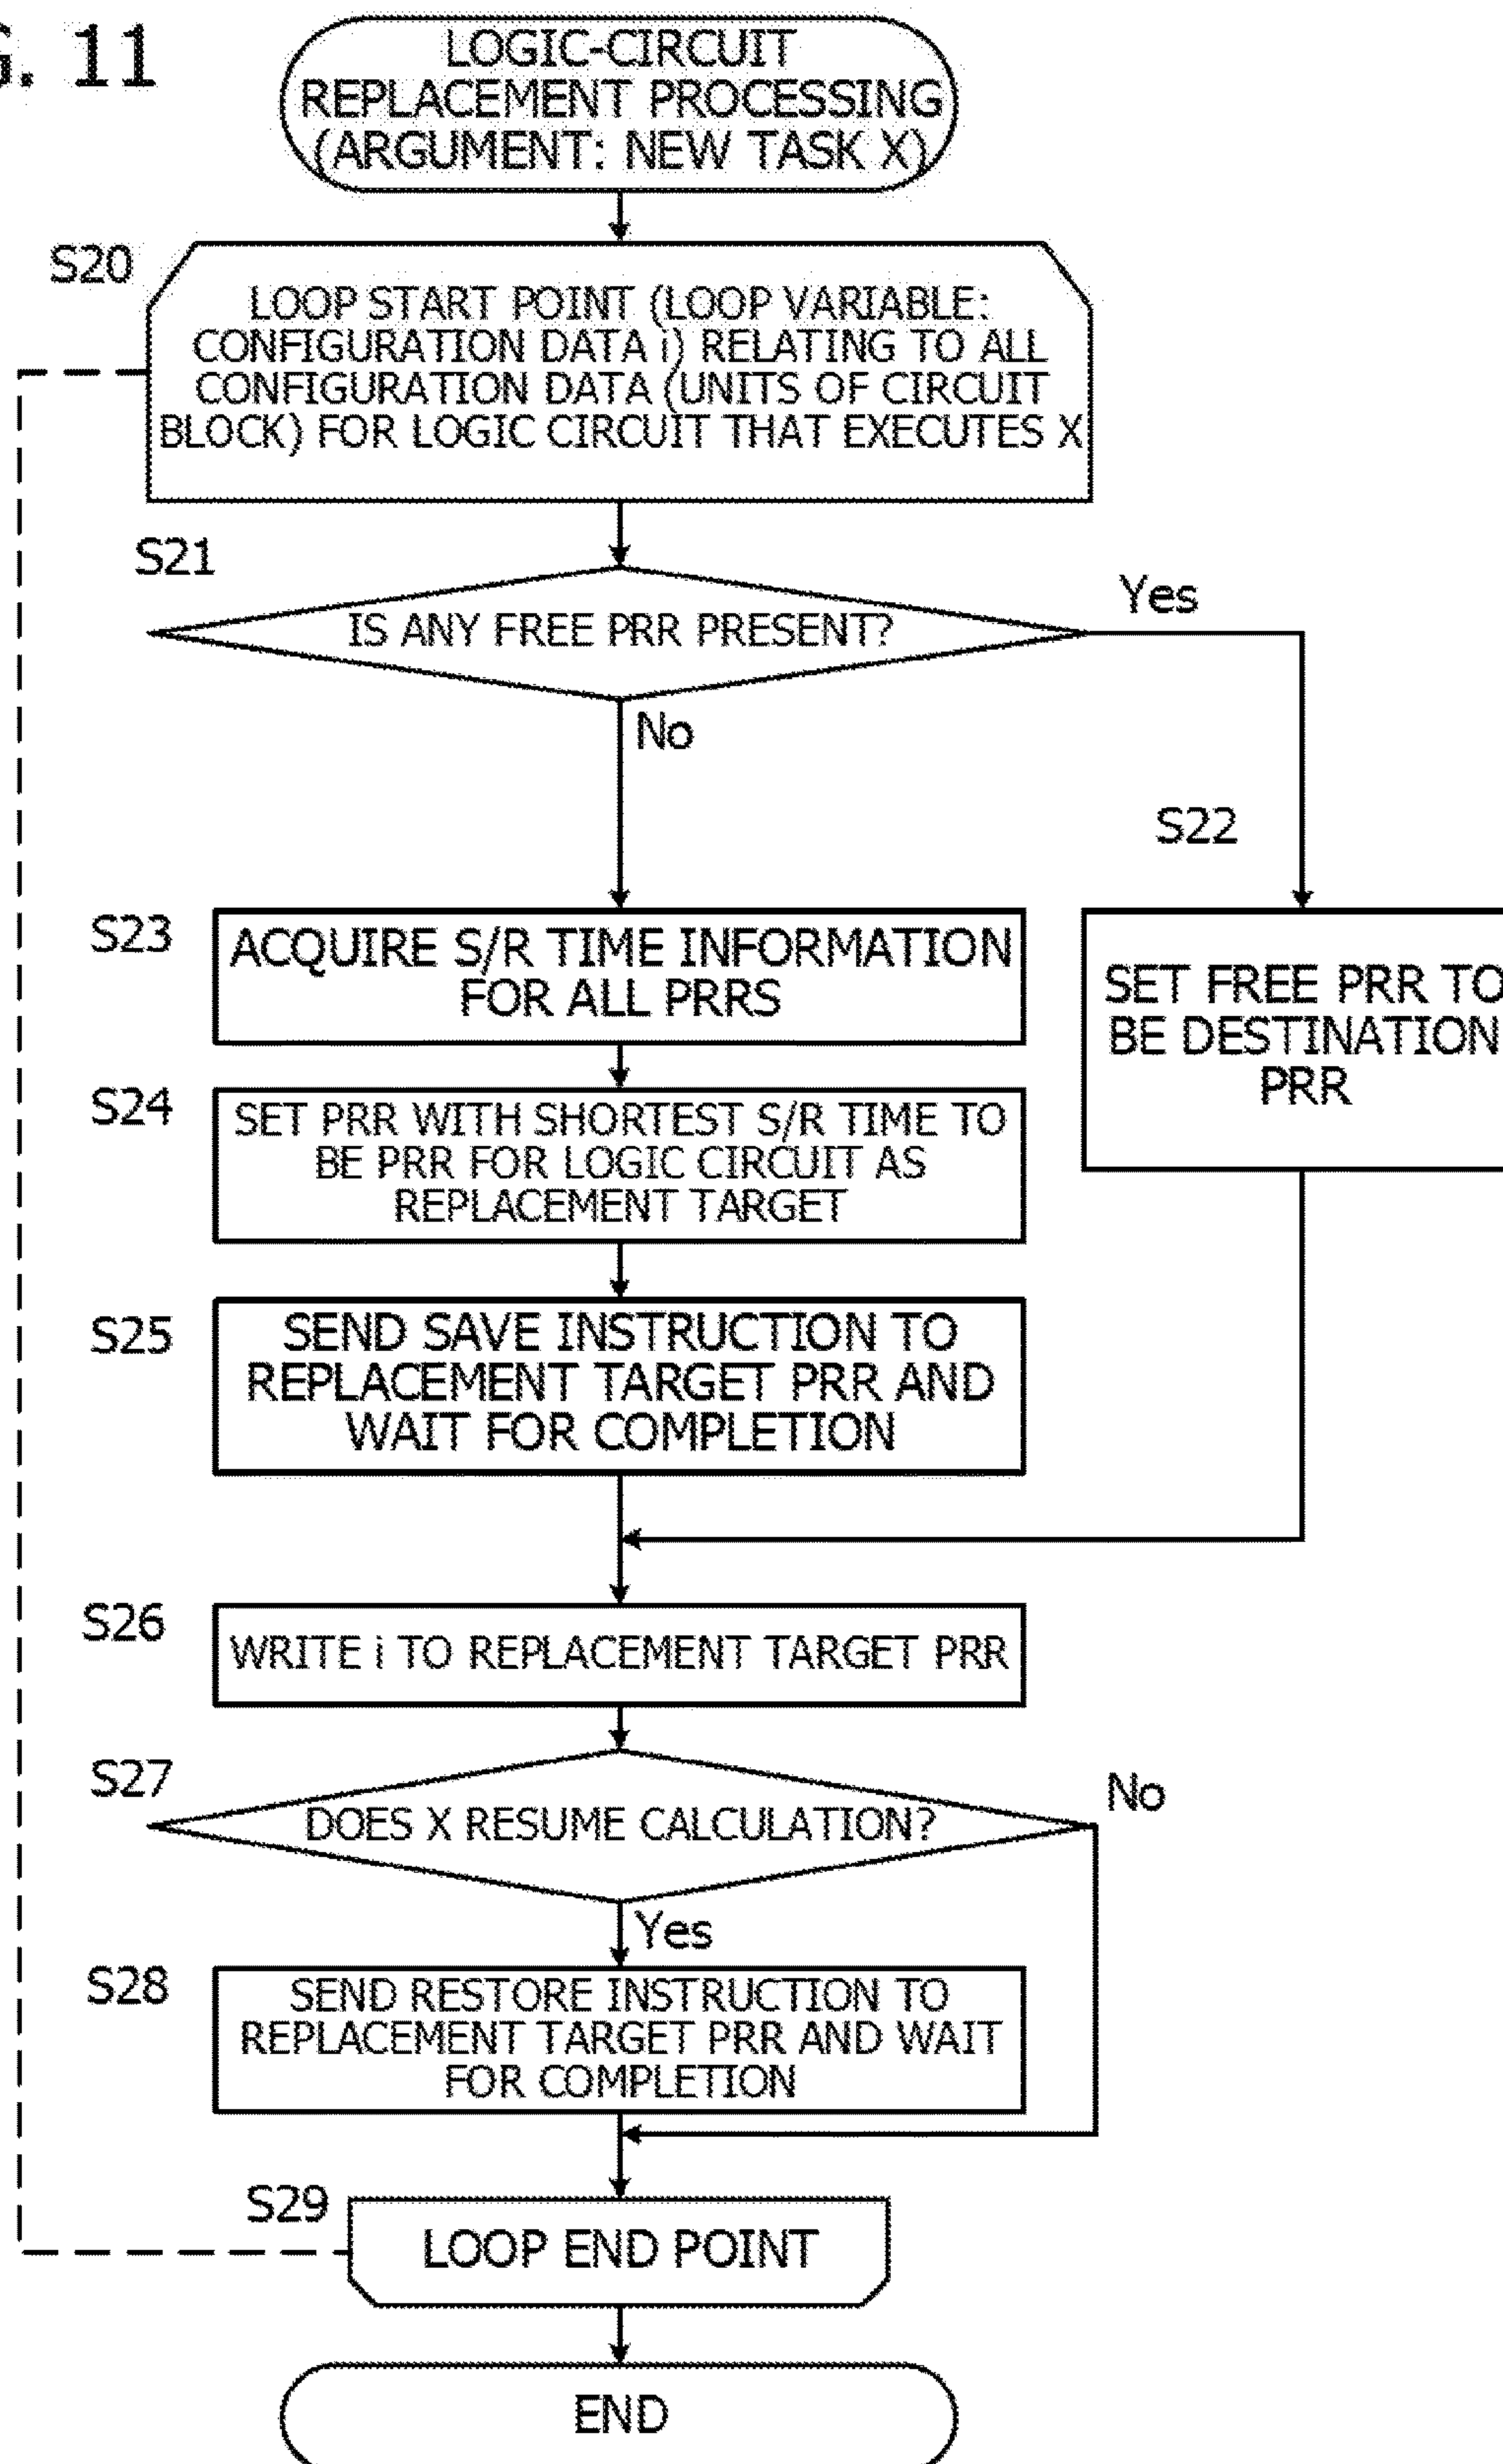 G. 11
LOGIC-CIRCUIT
REPLACEMENT PROCESSING
(ARGUMENT: NEW TASK X)
S20
LOOP START POINT (LOOP VARIABLE:
CONFIGURATION DATA i) RELATING TO ALL
CONFIGURATION DATA (UNITS OF CIRCUIT
BLOCK) FOR LOGIC CIRCUIT THAT EXECUTES X
S21
IS ANY FREE PRR PRESENT?
Yes
No
S22
SET FREE PRR TO
BE DESTINATION
PRR
S23
ACQUIRE S/R TIME INFORMATION
FOR ALL PRRS
S24
SET PRR WITH SHORTEST S/R TIME TO
BE PRR FOR LOGIC CIRCUIT AS
REPLACEMENT TARGET
S25
SEND SAVE INSTRUCTION TO
REPLACEMENT TARGET PRR AND
WAIT FOR COMPLETION
S26
WRITE i TO REPLACEMENT TARGET PRR
S27
DOES X RESUME CALCULATION?
No
Yes
S28
SEND RESTORE INSTRUCTION TO
REPLACEMENT TARGET PRR AND WAIT
FOR COMPLETION
S29
LOOP END POINT
END